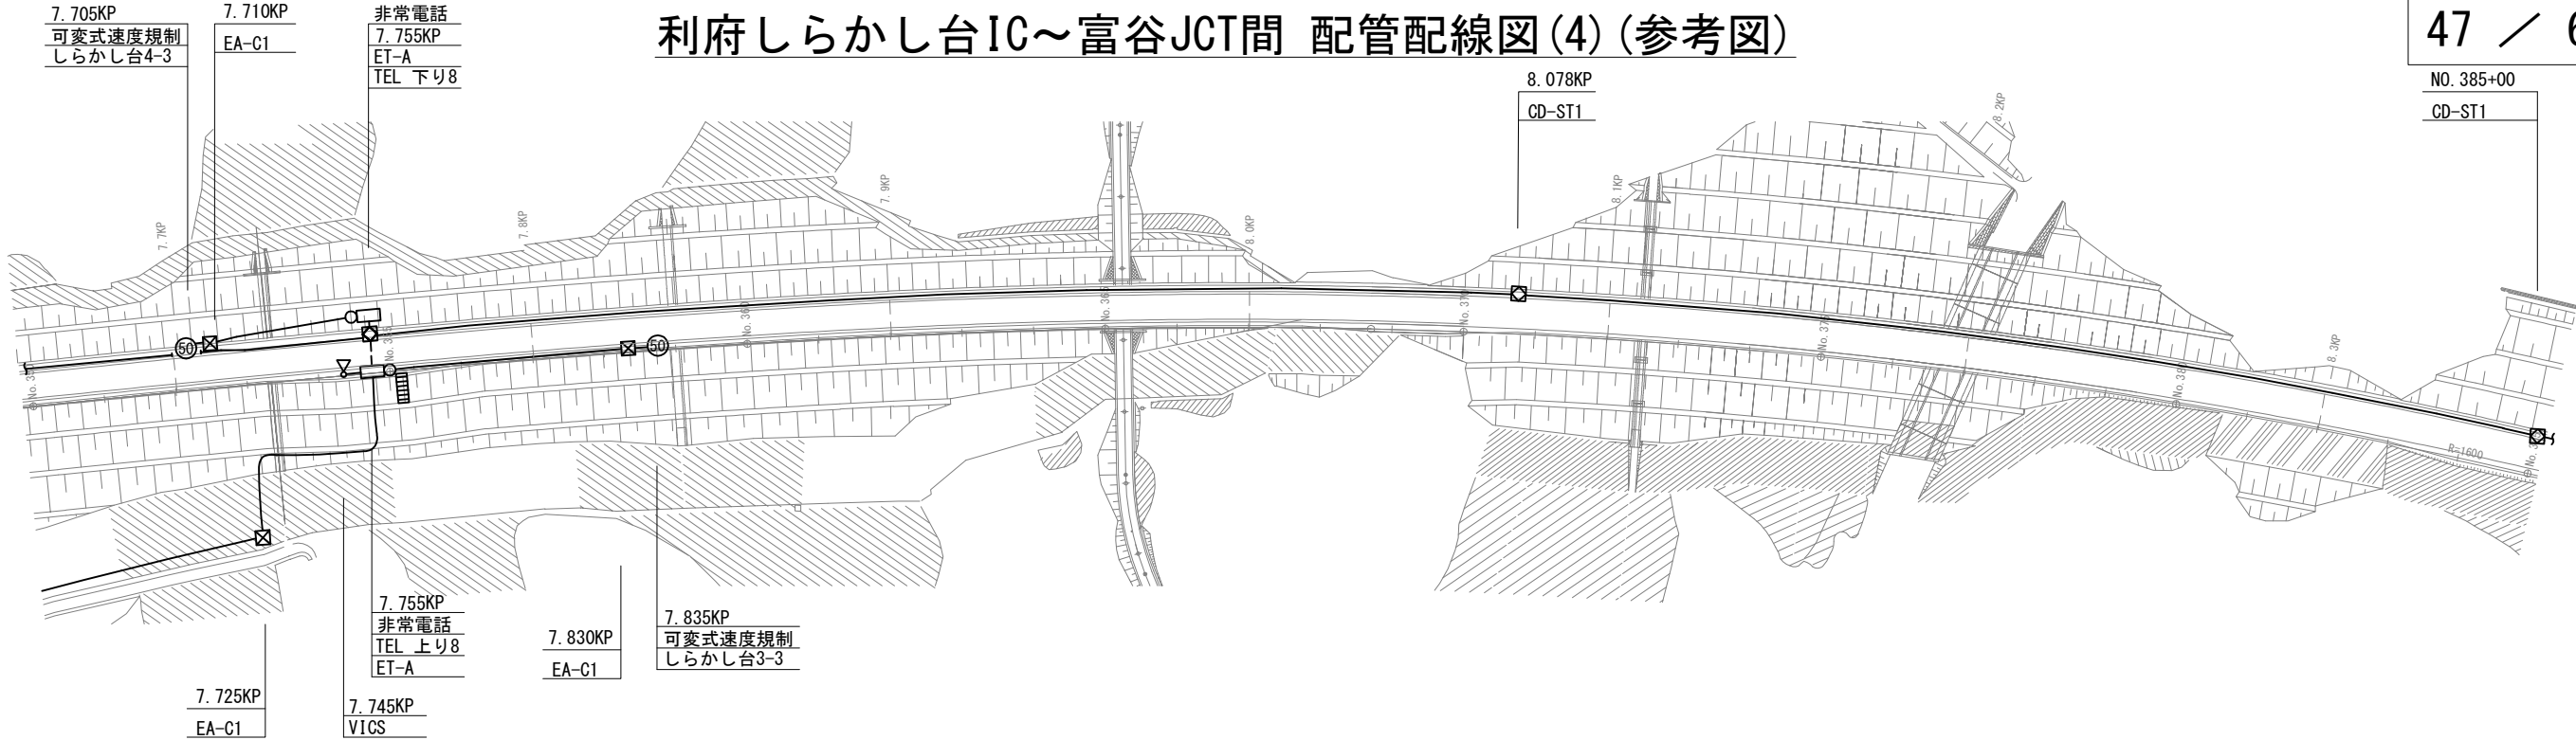 利府しらかし台IC～富谷JCT間 配管配線図(4)(参考図)
47 ／ 6
7.705KP
可変式速度規制
しらかし台4-3
7.710KP
EA-C1
非常電話
7.755KP
ET-A
TEL 下り8
8.078KP
CD-ST1
NO.385+00
CD-ST1
7.7KP
7.8KP
7.9KP
8.0KP
8.1KP
8.2KP
8.3KP
50
50
R=1600
7.725KP
EA-C1
7.745KP
VICS
7.755KP
非常電話
TEL 上り8
ET-A
7.830KP
EA-C1
7.835KP
可変式速度規制
しらかし台3-3